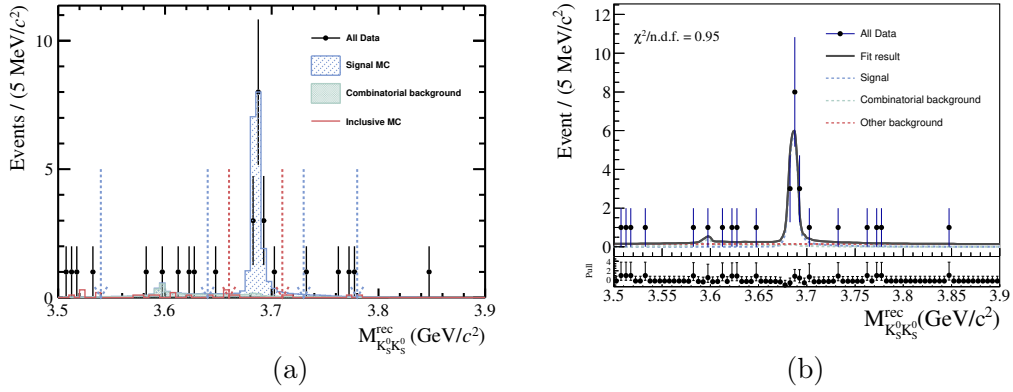 All Data
Signal MC
Combinatorial background
Inclusive MC
Events / (5 MeV/c²)
10
5
0
3.5 3.6 3.7 3.8 3.9
M^{rec}_{K_S^0 K_S^0} (GeV/c²)
(a)
χ²/n.d.f. = 0.95
All Data
Fit result
Signal
Combinatorial background
Other background
Event / (5 MeV/c²)
12
10
8
6
4
2
0
Pull
4
2
0
3.5 3.55 3.6 3.65 3.7 3.75 3.8 3.85 3.9
M^{rec}_{K_S^0 K_S^0} (GeV/c²)
(b)